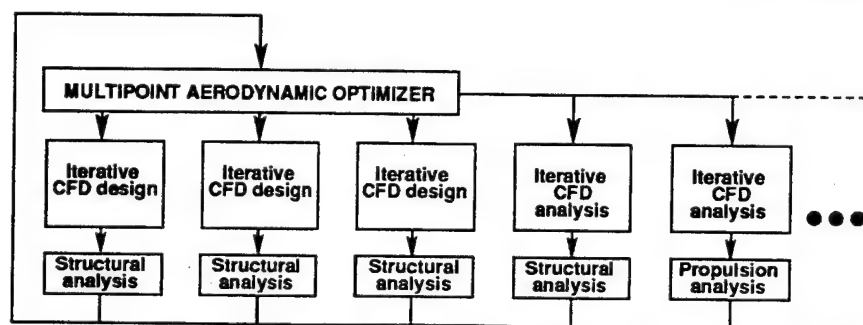 MULTIPOINT AERODYNAMIC OPTIMIZER
Iterative
CFD design
Iterative
CFD design
Iterative
CFD design
Iterative
CFD
analysis
Iterative
CFD
analysis
Structural
analysis
Structural
analysis
Structural
analysis
Structural
analysis
Propulsion
analysis